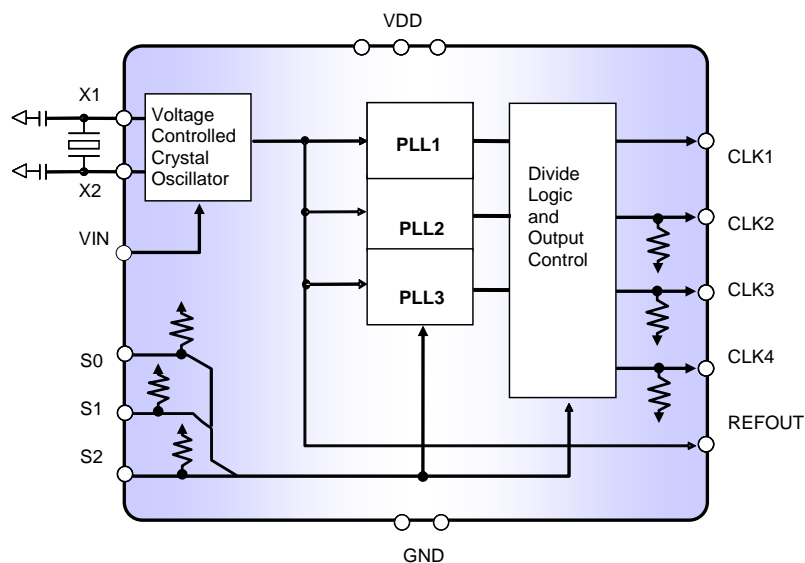 VDD
X1
X2
VIN
S0
S1
S2
Voltage
Controlled
Crystal
Oscillator
PLL1
PLL2
PLL3
Divide
Logic
and
Output
Control
CLK1
CLK2
CLK3
CLK4
REFOUT
GND